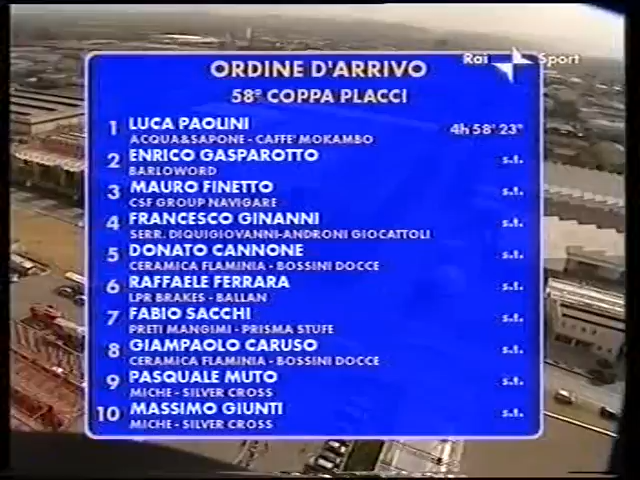 ORDINE D'ARRIVO
Rai Sport
58ª COPPA PLACCI
1 LUCA PAOLINI 4h 58' 23"
ACQUA&SAPONE - CAFFE' MOKAMBO
2 ENRICO GASPAROTTO s.t.
BARLOWORD
3 MAURO FINETTO s.t.
CSF GROUP NAVIGARE
4 FRANCESCO GINANNI s.t.
SERR. DIQUIGIOVANNI-ANDRONI GIOCATTOLI
5 DONATO CANNONE s.t.
CERAMICA FLAMINIA - BOSSINI DOCCE
6 RAFFAELE FERRARA s.t.
LPR BRAKES - BALLAN
7 FABIO SACCHI s.t.
PRETI MANGIMI - PRISMA STUFE
8 GIAMPAOLO CARUSO s.t.
CERAMICA FLAMINIA - BOSSINI DOCCE
9 PASQUALE MUTO s.t.
MICHE - SILVER CROSS
10 MASSIMO GIUNTI s.t.
MICHE - SILVER CROSS